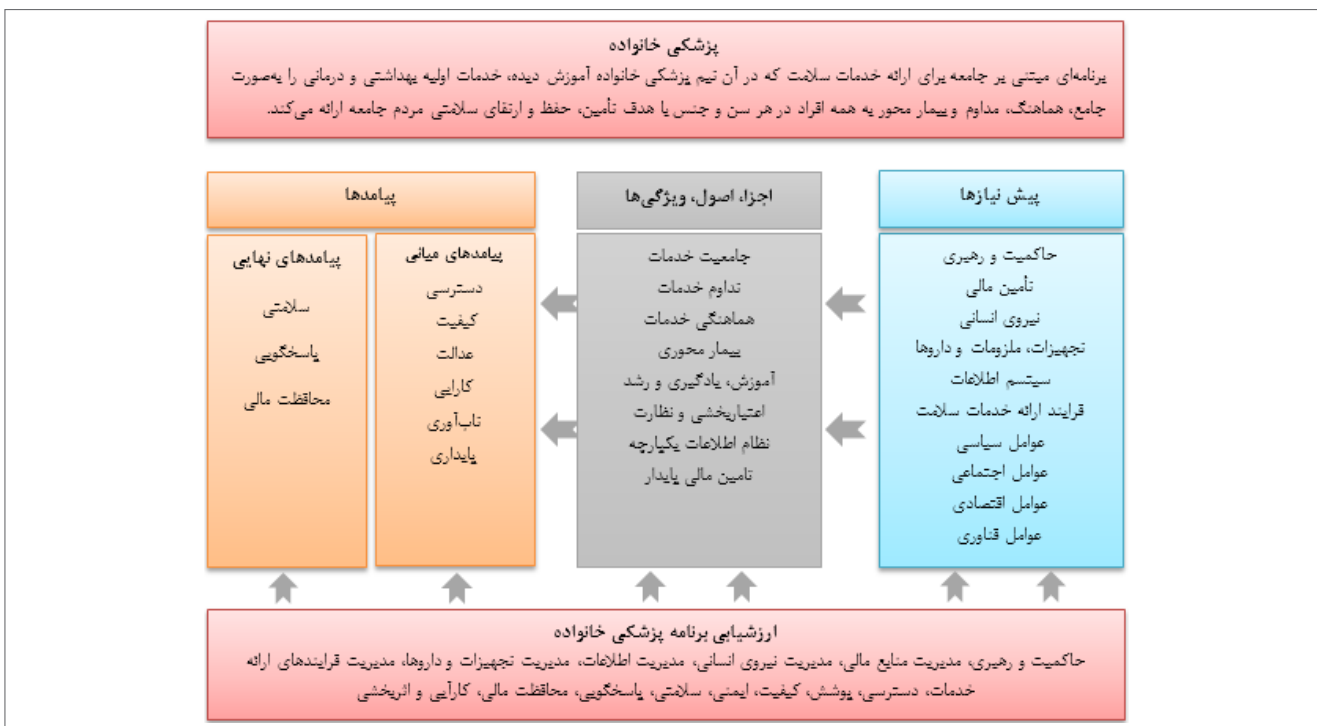 پزشکی خانواده
برنامه‌ای مبتنی بر جامعه برای ارائه خدمات سلامت که در آن تیم پزشکی خانواده آموزش دیده، خدمات اولیه بهداشتی و درمانی را به‌صورت
جامع، هماهنگ، مداوم و بیمار محور به همه افراد در هر سن و جنس با هدف تأمین، حفظ و ارتقای سلامتی مردم جامعه ارائه می‌کند.
پیش نیازها
حاکمیت و رهبری
تأمین مالی
نیروی انسانی
تجهیزات، ملزومات و داروها
سیتسم اطلاعات
فرایند ارائه خدمات سلامت
عوامل سیاسی
عوامل اجتماعی
عوامل اقتصادی
عوامل فناوری
اجزا، اصول، ویژگی‌ها
جامعیت خدمات
تداوم خدمات
هماهنگی خدمات
بیمار محوری
آموزش، یادگیری و رشد
اعتباربخشی و نظارت
نظام اطلاعات یکپارچه
تامین مالی پایدار
پیامدها
پیامدهای میانی
دسترسی
کیفیت
عدالت
کارایی
تاب‌آوری
پایداری
پیامدهای نهایی
سلامتی
پاسخگویی
محافظت مالی
ارزشیابی برنامه پزشکی خانواده
حاکمیت و رهبری، مدیریت منابع مالی، مدیریت نیروی انسانی، مدیریت اطلاعات، مدیریت تجهیزات و داروها، مدیریت فرایندهای ارائه
خدمات، دسترسی، پوشش، کیفیت، ایمنی، سلامتی، پاسخگویی، محافظت مالی، کارآیی و اثربخشی